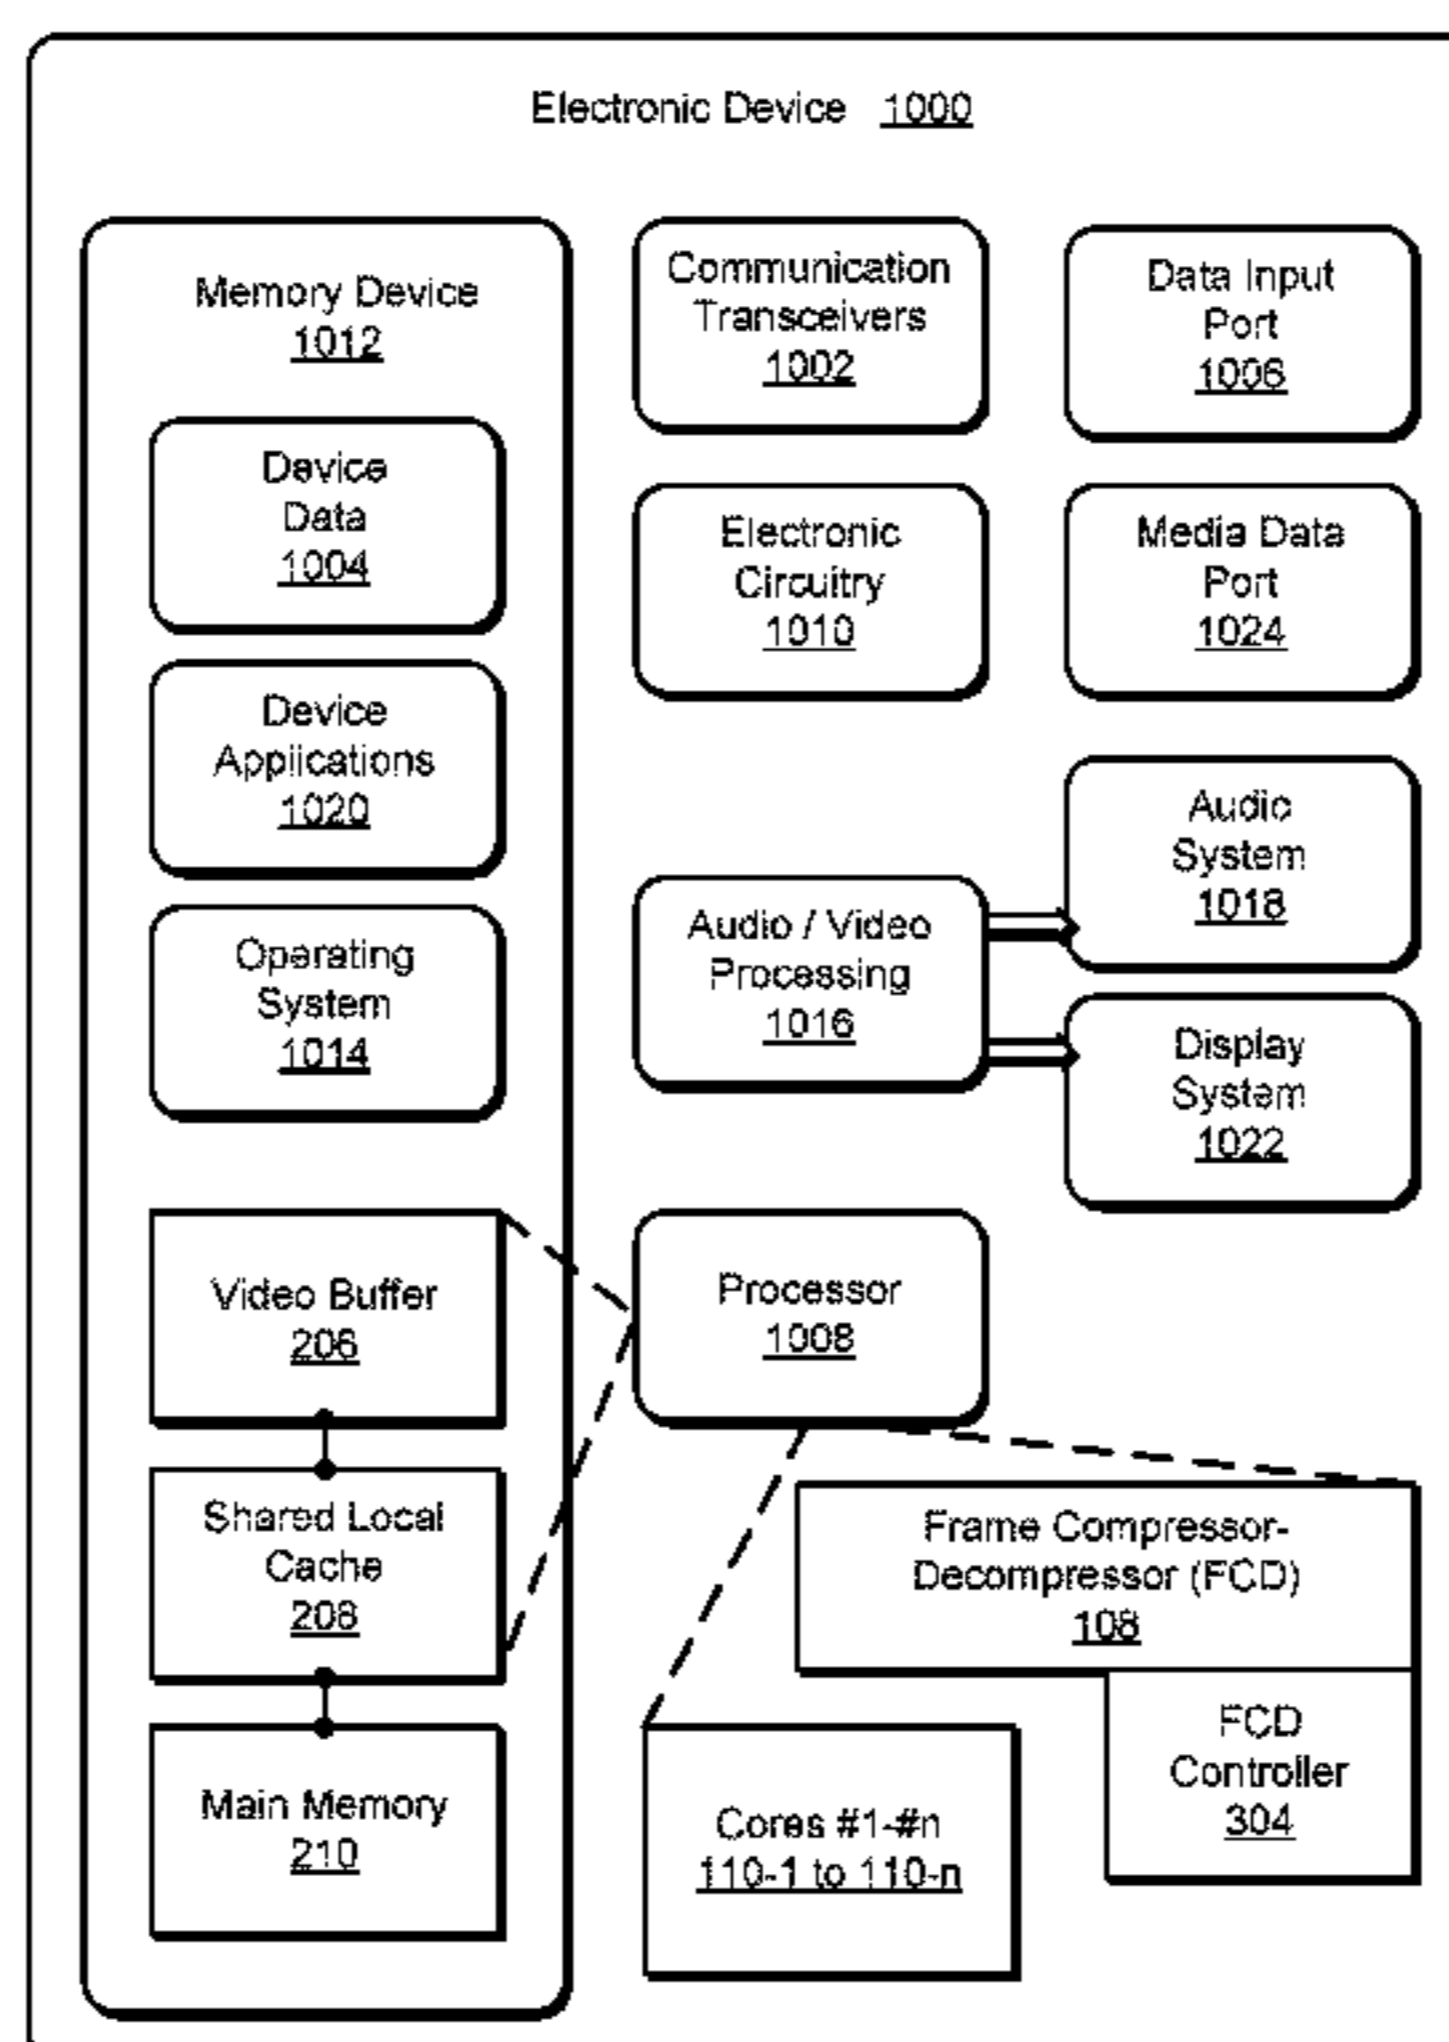 Electronic Device 1000
Memory Device
1012
Device
Data
1004
Device
Applications
1020
Operating
System
1014
Video Buffer
206
Shared Local
Cache
208
Main Memory
210
Communication
Transceivers
1002
Data Input
Port
1006
Electronic
Circuitry
1010
Media Data
Port
1024
Audio / Video
Processing
1016
Audio
System
1018
Display
System
1022
Processor
1008
Frame Compressor-
Decompressor (FCD)
108
FCD
Controller
304
Cores #1-#n
110-1 to 110-n